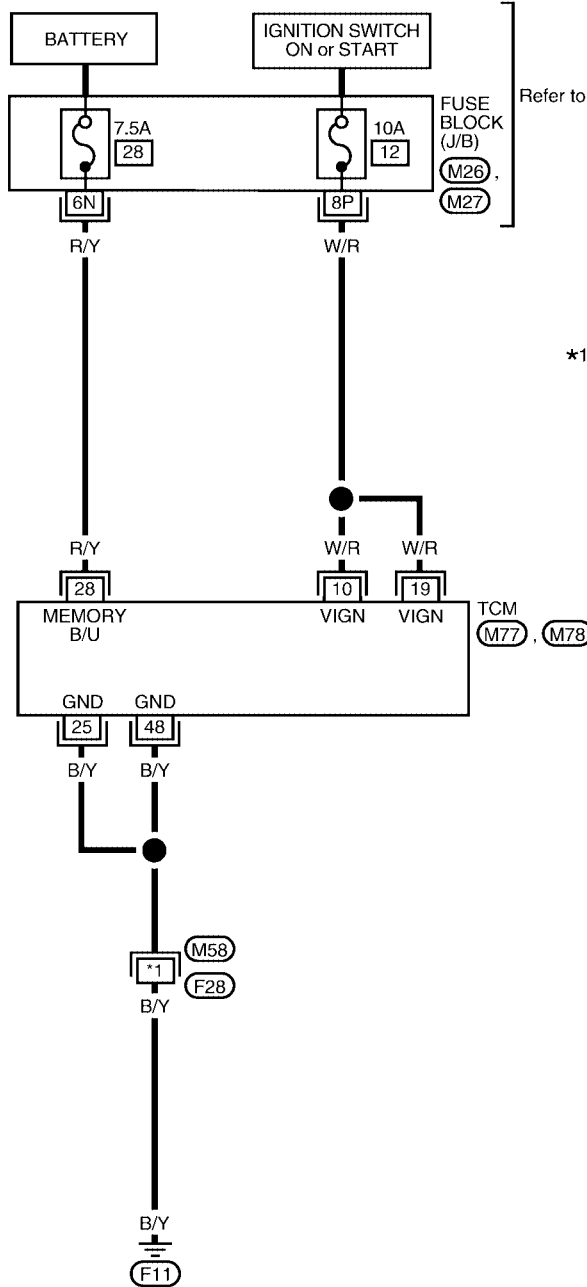 BATTERY
IGNITION SWITCH
ON or START
Refer to
7.5A
28
10A
12
FUSE
BLOCK
(J/B)
M26 ,
M27
6N
8P
R/Y
W/R
*1
R/Y
W/R
W/R
28
10
19
MEMORY
B/U
VIGN
VIGN
TCM
M77 , M78
GND
GND
25
48
B/Y
B/Y
M58
*1
F28
B/Y
B/Y
F11